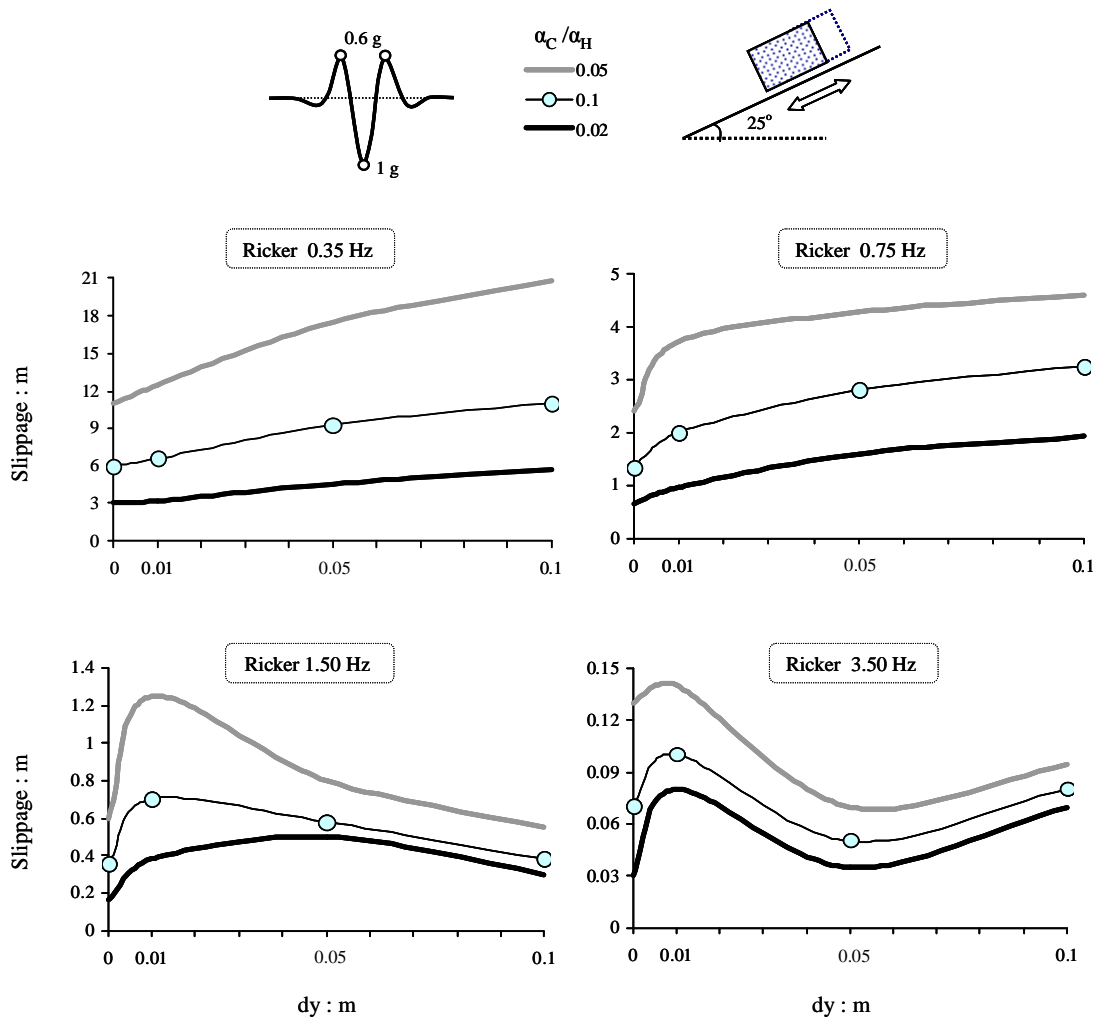 0.6 g
1 g
αC /αH
0.05
0.1
0.02
25°
Ricker 0.35 Hz
Ricker 0.75 Hz
Slippage : m
21
18
15
12
9
6
3
0
0 0.01 0.05 0.1
5
4
3
2
1
0
0 0.01 0.05 0.1
Ricker 1.50 Hz
Ricker 3.50 Hz
Slippage : m
1.4
1.2
1
0.8
0.6
0.4
0.2
0
0 0.01 0.05 0.1
dy : m
0.15
0.12
0.09
0.06
0.03
0
0 0.01 0.05 0.1
dy : m